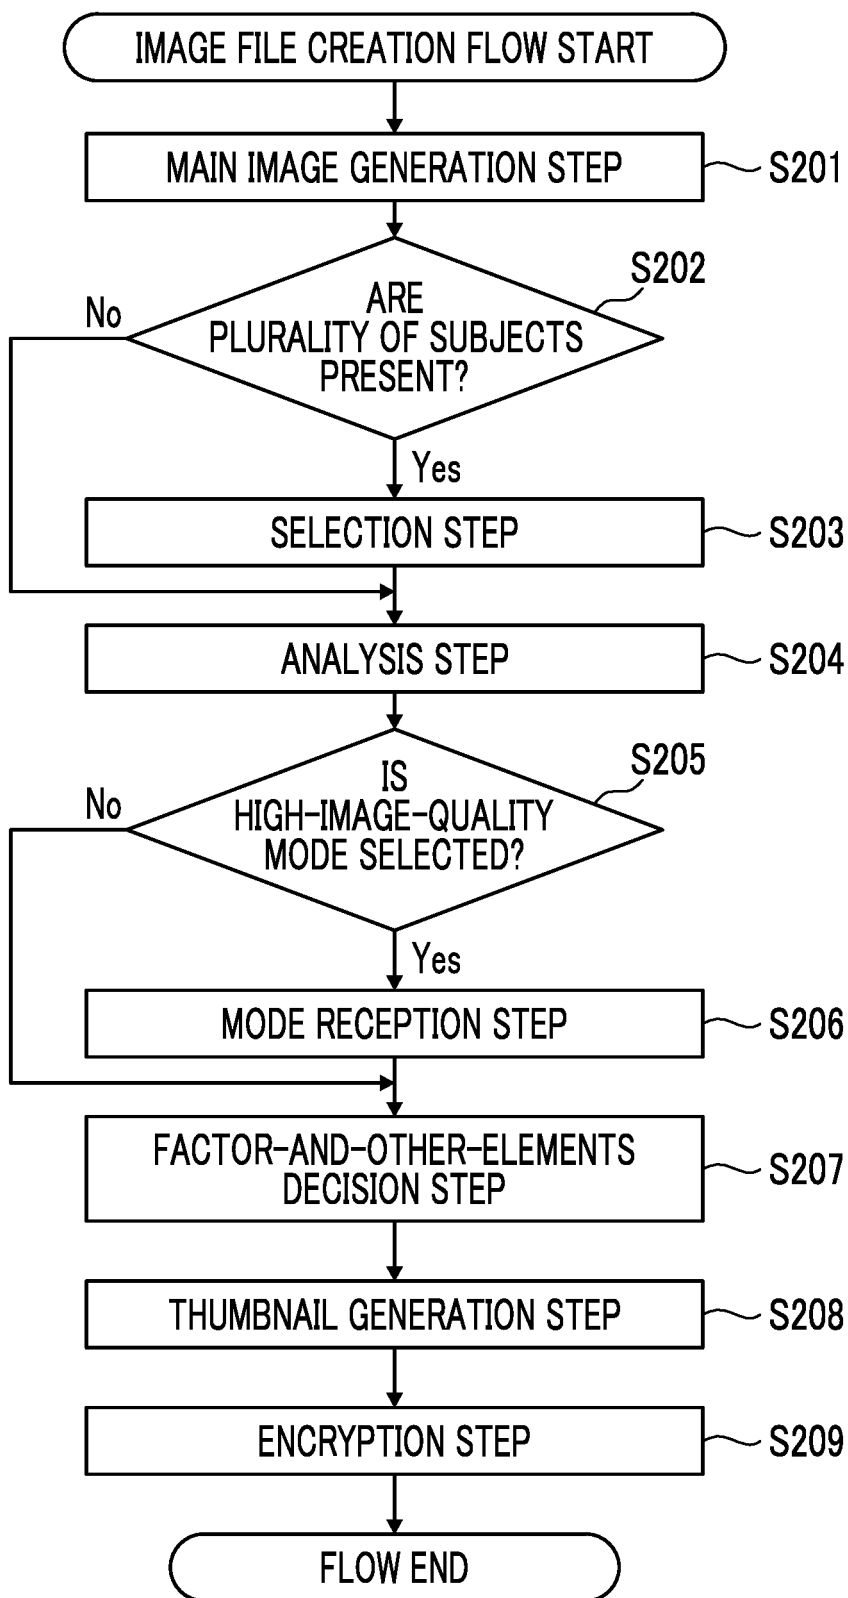 IMAGE FILE CREATION FLOW START
MAIN IMAGE GENERATION STEP
S201
S202
ARE
PLURALITY OF SUBJECTS
PRESENT?
No
Yes
SELECTION STEP
S203
ANALYSIS STEP
S204
S205
IS
HIGH-IMAGE-QUALITY
MODE SELECTED?
No
Yes
MODE RECEPTION STEP
S206
FACTOR-AND-OTHER-ELEMENTS
DECISION STEP
S207
THUMBNAIL GENERATION STEP
S208
ENCRYPTION STEP
S209
FLOW END